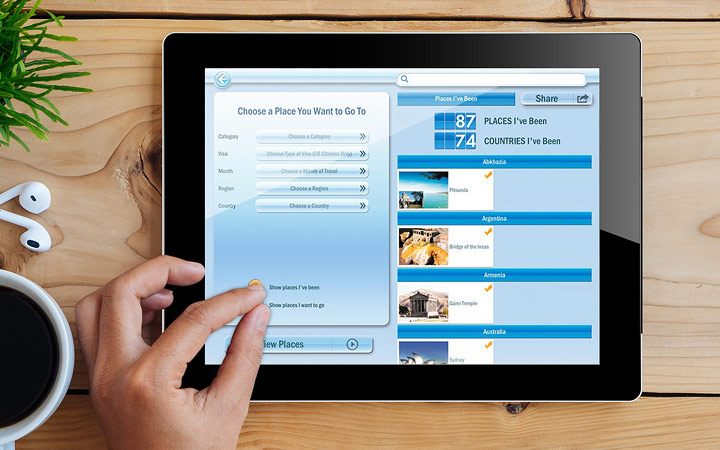 Choose a Place You Want to Go To
Category
Choose a Category
Visa
Choose Type of Visa (US Citizen Only)
Month
Choose a Month of Travel
Region
Choose a Region
Country
Choose a Country
Show places I've been
Show places I want to go
View Places
Places I've Been
Share
87 PLACES I've Been
74 COUNTRIES I've Been
Abkhazia
Pitsunda
Argentina
Bridge of the Incas
Armenia
Garni Temple
Australia
Sydney